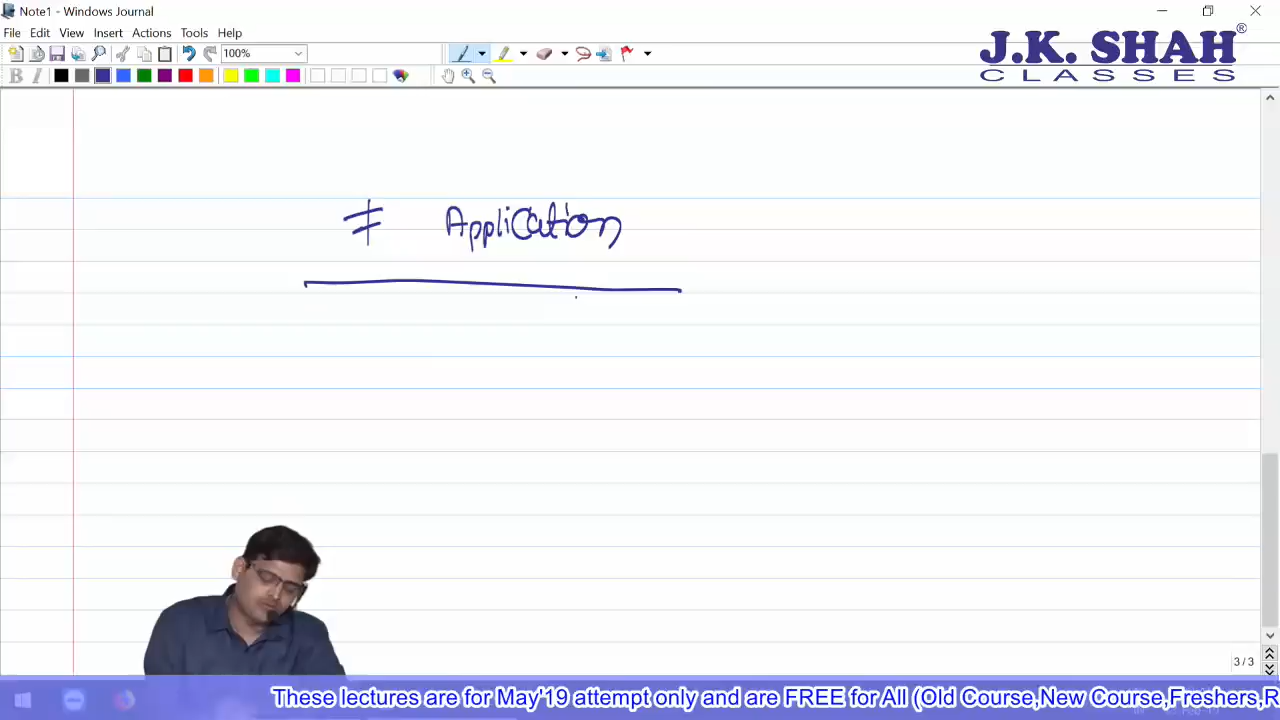 Note1 - Windows Journal
File Edit View Insert Actions Tools Help
100%
B I
J.K. SHAH®
CLASSES
≠ Application
3 / 3
These lectures are for May'19 attempt only and are FREE for All (Old Course,New Course,Freshers,R